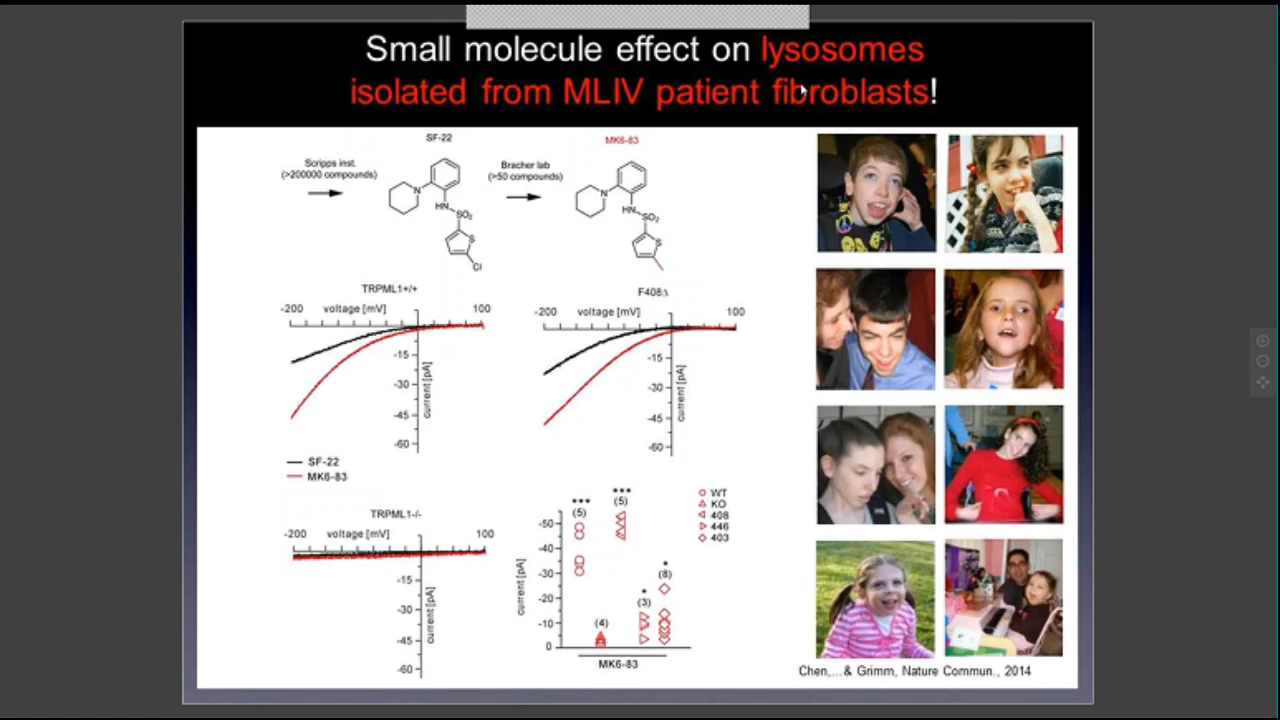 Small molecule effect on lysosomes
isolated from MLIV patient fibroblasts!
SF-22
MK6-83
Scripps inst.
(>200000 compounds)
Bracher lab
(>50 compounds)
N
HN
SO2
S
Cl
N
HN
SO2
S
TRPML1+/+
-200 voltage [mV] 100
-15
-30
-45
-60
current [pA]
F408Δ
-200 voltage [mV] 100
-15
-30
-45
-60
current [pA]
SF-22
MK6-83
TRPML1-/-
-200 voltage [mV] 100
-15
-30
-45
-60
current [pA]
***
(5)
***
(5)
(4)
*
(3)
*
(8)
-50
-40
-30
-20
-10
0
current [pA]
MK6-83
WT
KO
408
446
403
Chen,...& Grimm, Nature Commun., 2014